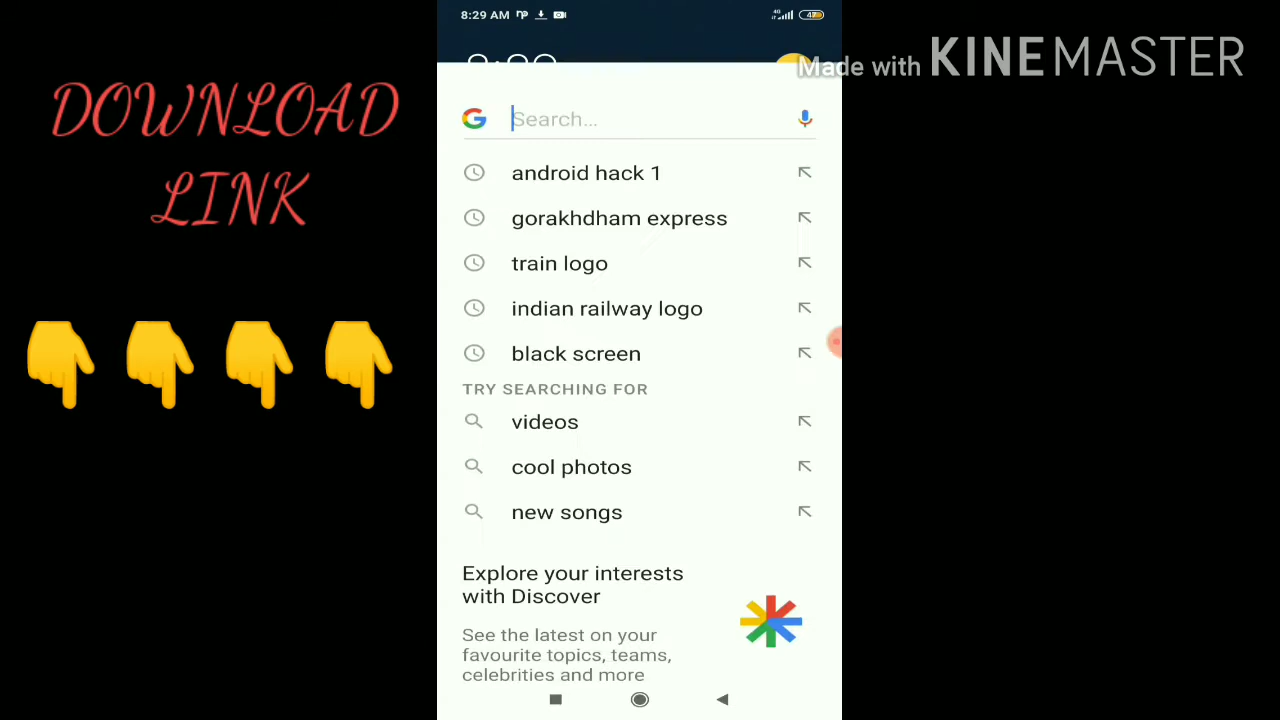 DOWNLOAD
LINK
8:29 AM
4G
47
Made with KINEMASTER
Search...
android hack 1
gorakhdham express
train logo
indian railway logo
black screen
TRY SEARCHING FOR
videos
cool photos
new songs
Explore your interests
with Discover
See the latest on your
favourite topics, teams,
celebrities and more